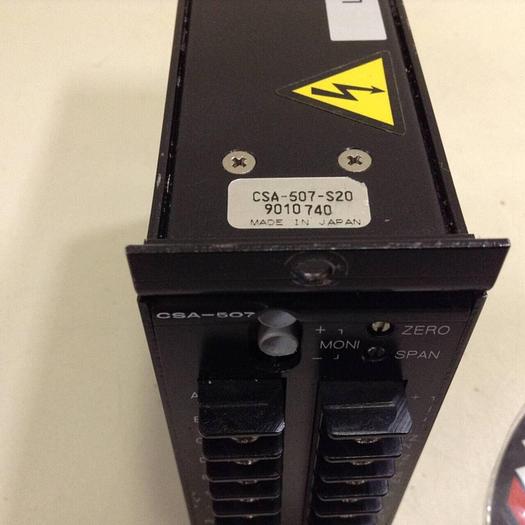 CSA-507-S20
9010740
MADE IN JAPAN
CSA-507
+
ZERO
MONI
-
SPAN